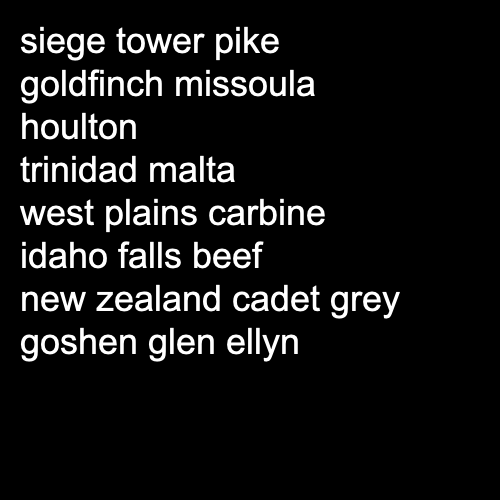 siege tower pike
goldfinch missoula
houlton
trinidad malta
west plains carbine
idaho falls beef
new zealand cadet grey
goshen glen ellyn